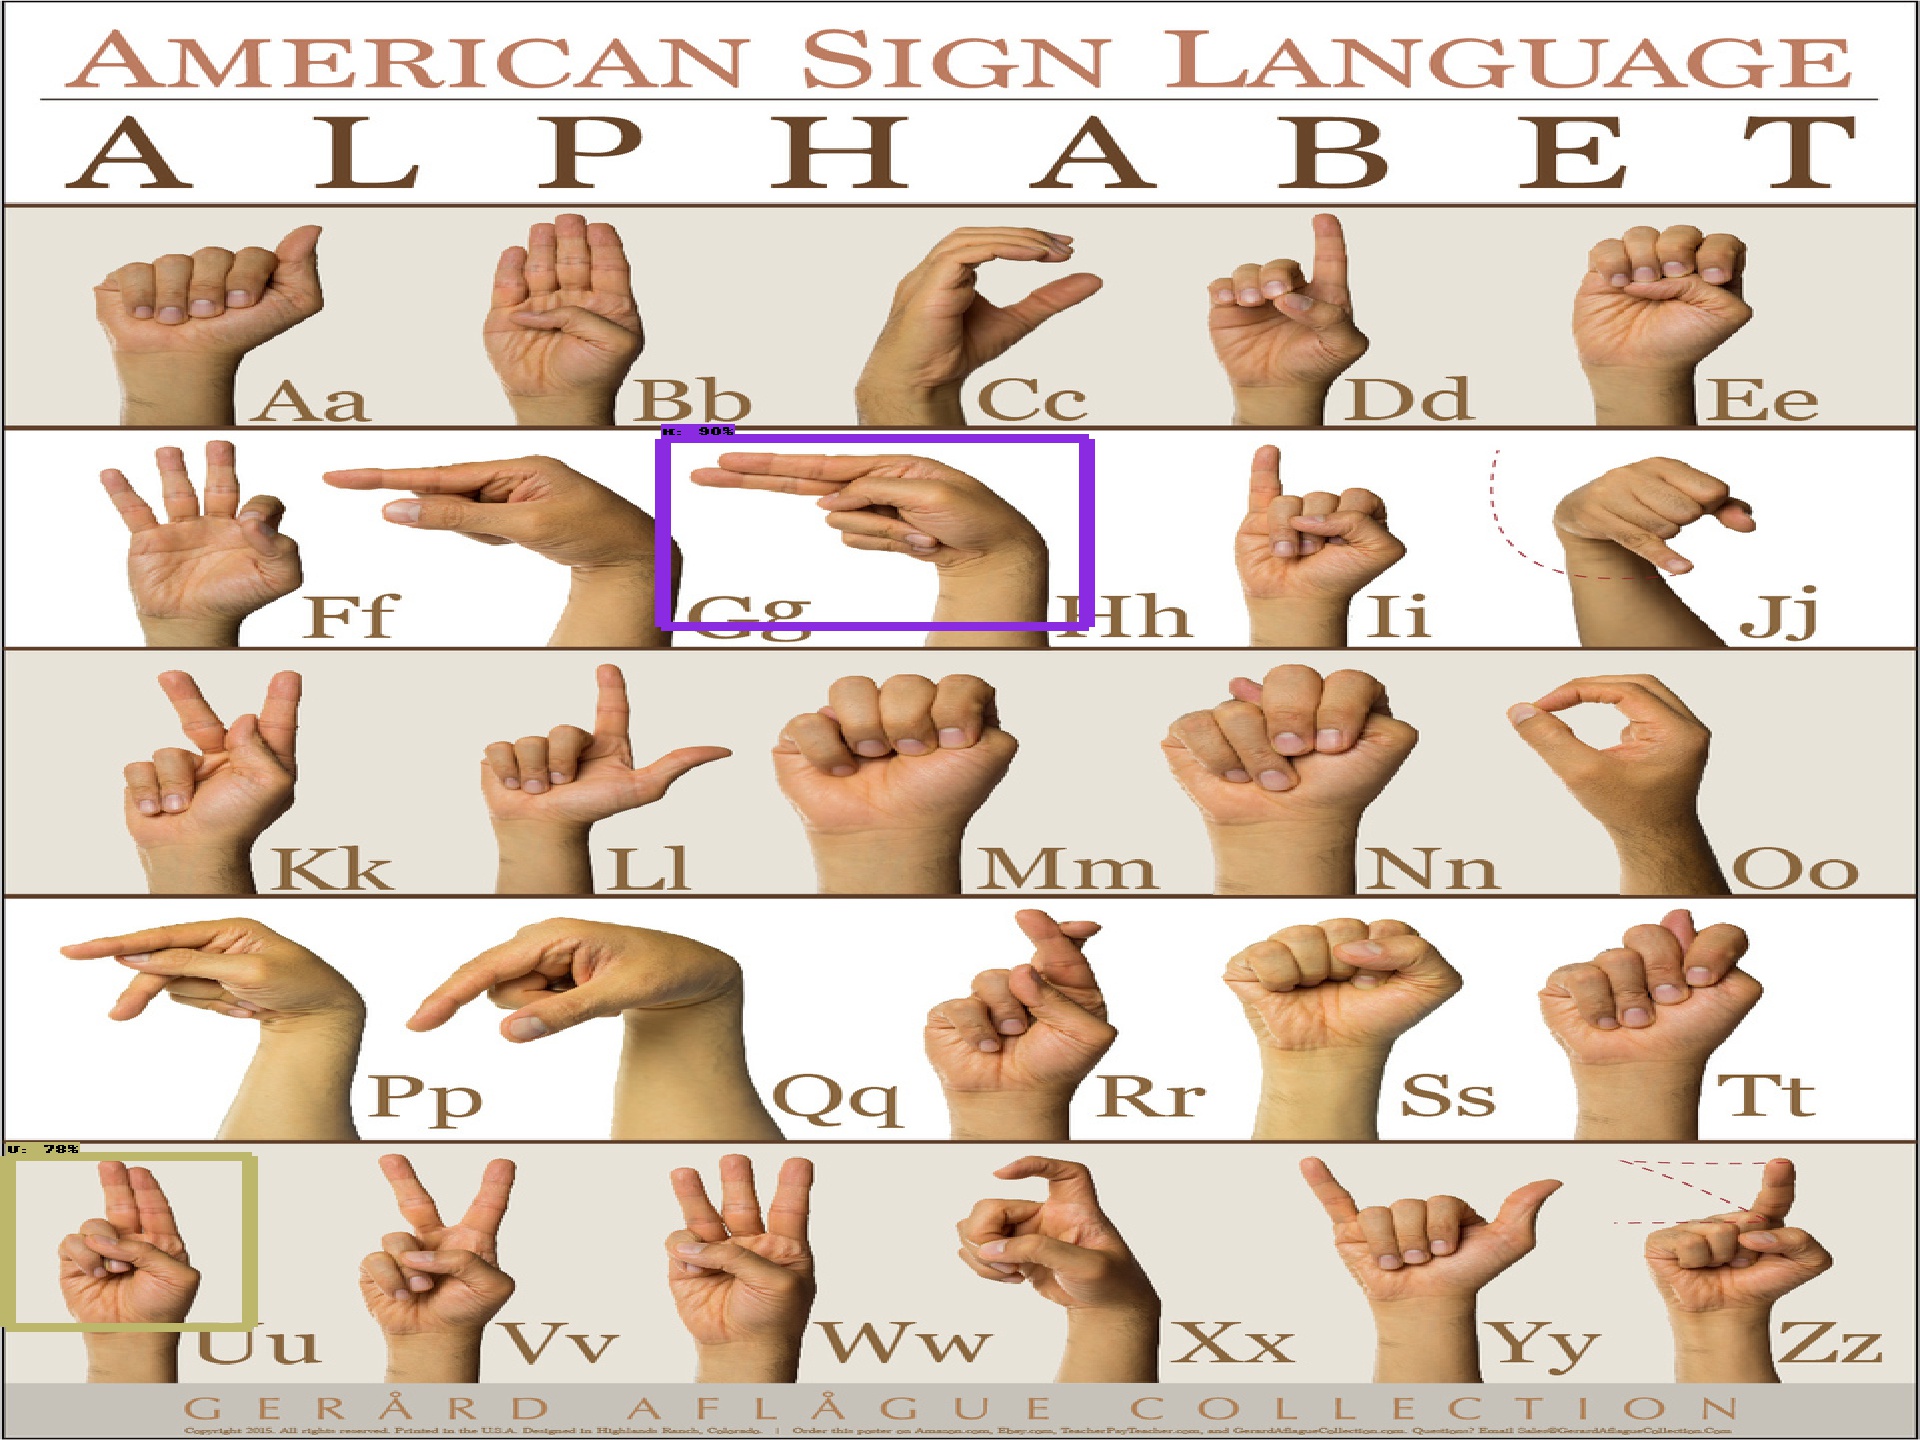 AMERICAN SIGN LANGUAGE
ALPHABET
Aa Bb Cc Dd Ee
H: 90%
Ff Gg Hh Ii Jj
Kk Ll Mm Nn Oo
Pp Qq Rr Ss Tt
U: 78%
Uu Vv Ww Xx Yy Zz
GERÅRD AFLÅGUE COLLECTION
Copyright 2015. All rights reserved. Printed in the U.S.A. Designed in Highlands Ranch, Colorado. | Order this poster on Amazon.com, Ebay.com, TeacherPayTeacher.com, and GerardAflagueCollection.com. Questions? Email Sales@GerardAflagueCollection.Com